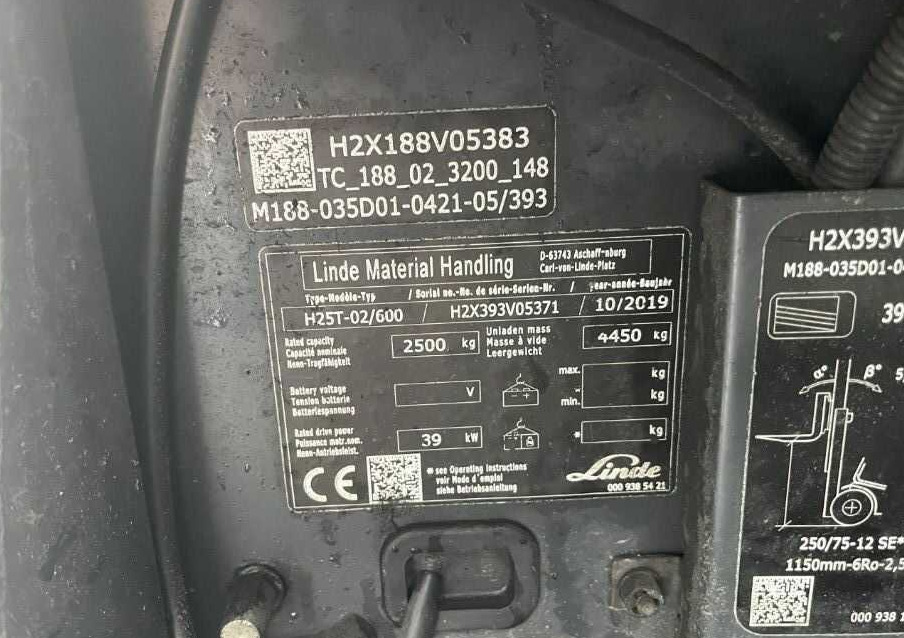 H2X188V05383
TC_188_02_3200_148
M188-035D01-0421-05/393
Linde Material Handling
D-63743 Aschaff-nburg
Carl-von-Linde-Platz
Type-Modèle-Typ / Serial no.-No. de série-Serien-Nr. / year-année-Baujahr
H25T-02/600 / H2X393V05371 / 10/2019
Rated capacity
Capacité nominale
Nenn-Tragfähigkeit
2500 kg
Unladen mass
Masse à vide
Leergewicht
4450 kg
Battery voltage
Tension batterie
Batteriespannung
V
max. kg
min. kg
Rated drive power
Puissance motr.nom.
Nenn-Antriebsleist.
39 kW
* kg
CE
* see Operating Instructions
voir Mode d'emploi
siehe Betriebsanleitung
Linde
000 938 54 21
H2X393V
M188-035D01-0
39
α° β° 5
250/75-12 SE*
1150mm-6Ro-2,5
000 938 1